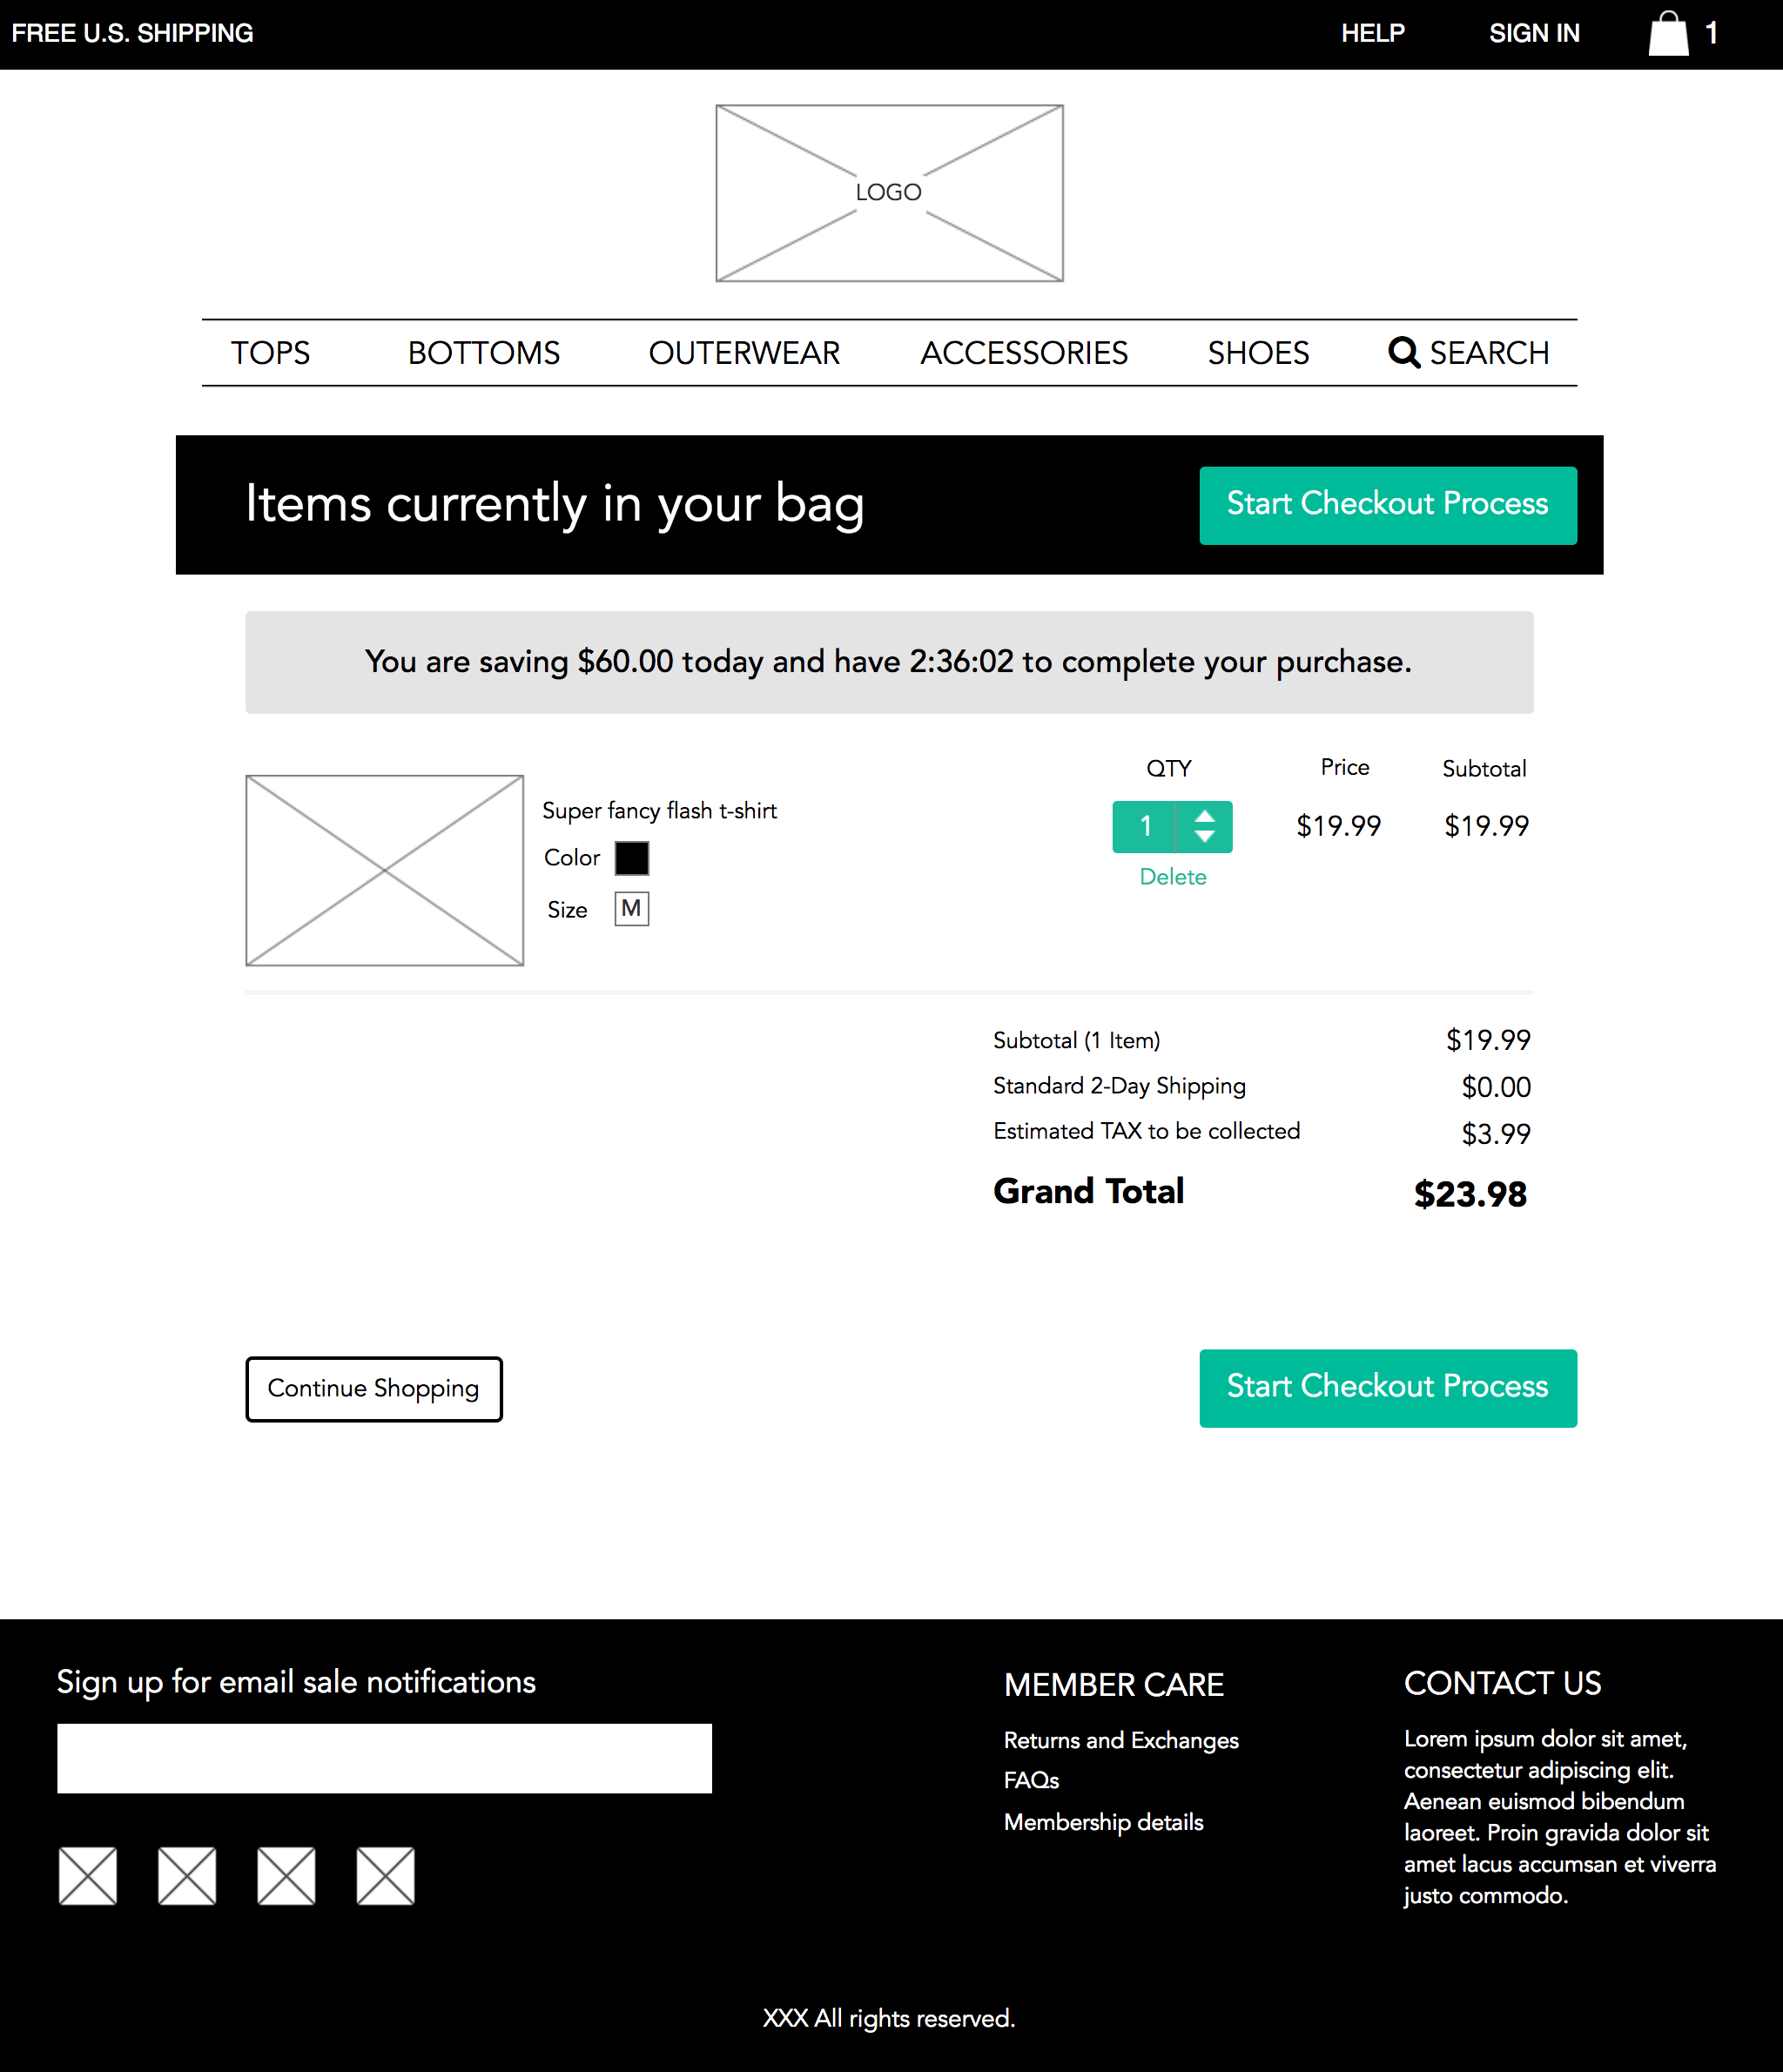 FREE U.S. SHIPPING
HELP
SIGN IN
1
LOGO
TOPS
BOTTOMS
OUTERWEAR
ACCESSORIES
SHOES
SEARCH
Items currently in your bag
Start Checkout Process
You are saving $60.00 today and have 2:36:02 to complete your purchase.
QTY
Price
Subtotal
Super fancy flash t-shirt
1
$19.99
$19.99
Color
Delete
Size
M
Subtotal (1 Item)
$19.99
Standard 2-Day Shipping
$0.00
Estimated TAX to be collected
$3.99
Grand Total
$23.98
Continue Shopping
Start Checkout Process
Sign up for email sale notifications
MEMBER CARE
Returns and Exchanges
FAQs
Membership details
CONTACT US
Lorem ipsum dolor sit amet,
consectetur adipiscing elit.
Aenean euismod bibendum
laoreet. Proin gravida dolor sit
amet lacus accumsan et viverra
justo commodo.
XXX All rights reserved.